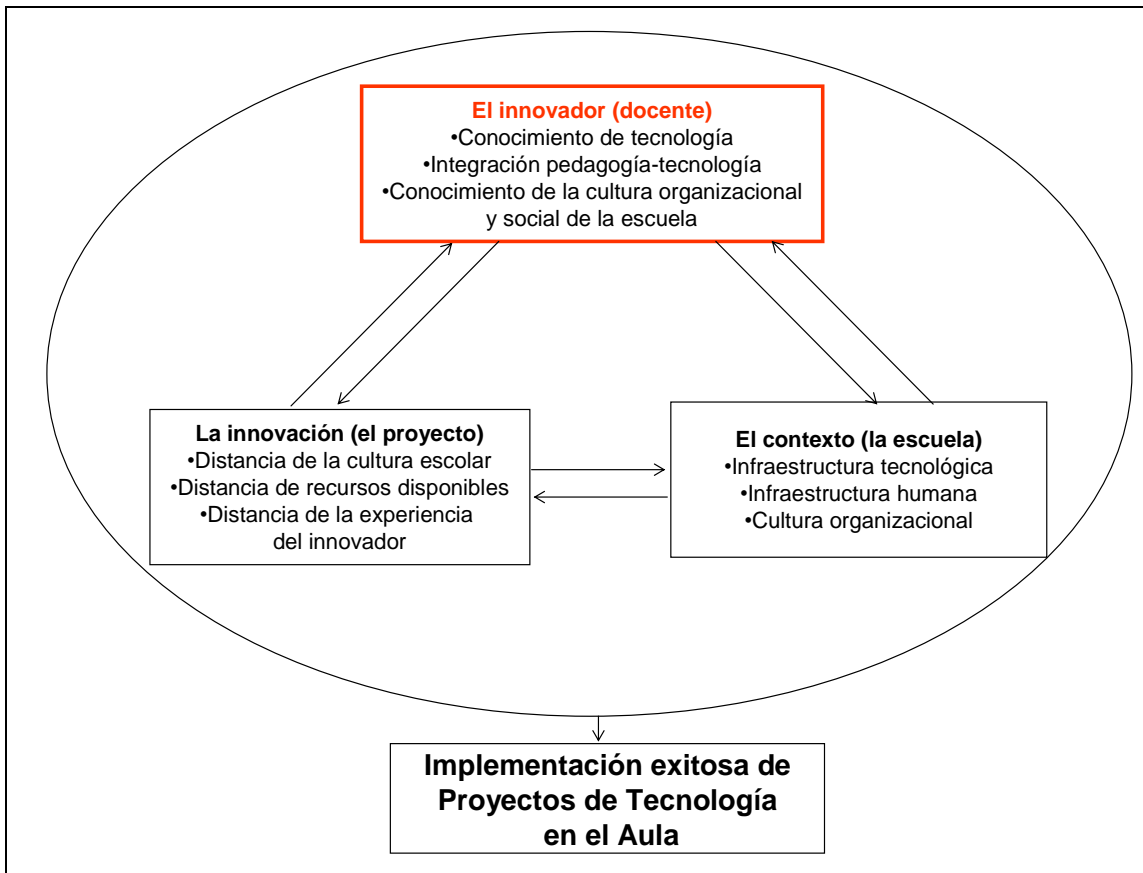 El innovador (docente)
•Conocimiento de tecnología
•Integración pedagogía-tecnología
•Conocimiento de la cultura organizacional
y social de la escuela
La innovación (el proyecto)
•Distancia de la cultura escolar
•Distancia de recursos disponibles
•Distancia de la experiencia
del innovador
El contexto (la escuela)
•Infraestructura tecnológica
•Infraestructura humana
•Cultura organizacional
Implementación exitosa de
Proyectos de Tecnología
en el Aula